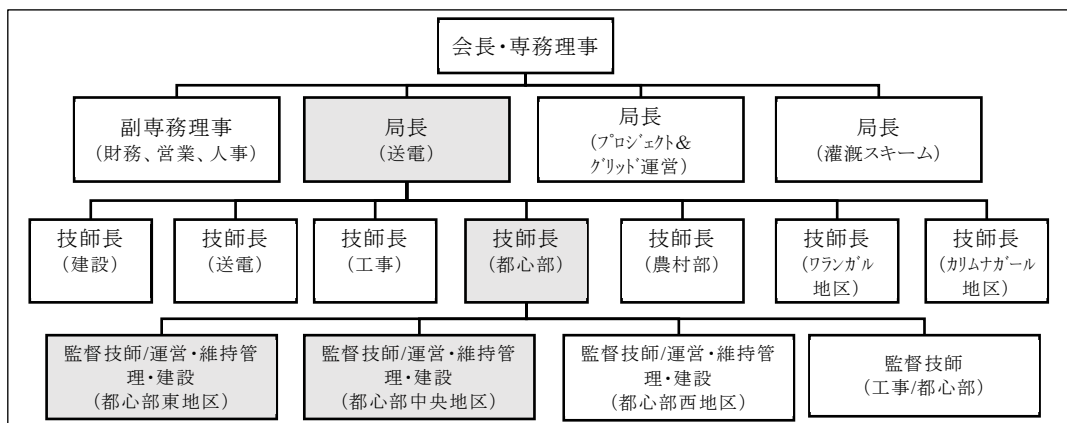 会長・専務理事
副専務理事
(財務、営業、人事)
局長
(送電)
局長
(ﾌﾟﾛｼﾞｪｸﾄ&
ｸﾞﾘｯﾄﾞ運営)
局長
(灌漑スキーム)
技師長
(建設)
技師長
(送電)
技師長
(工事)
技師長
(都心部)
技師長
(農村部)
技師長
(ﾜﾗﾝｶﾞﾙ
地区)
技師長
(ｶﾘﾑﾅｶﾞｰﾙ
地区)
監督技師/運営・維持管
理・建設
(都心部東地区)
監督技師/運営・維持管
理・建設
(都心部中央地区)
監督技師/運営・維持管
理・建設
(都心部西地区)
監督技師
(工事/都心部)